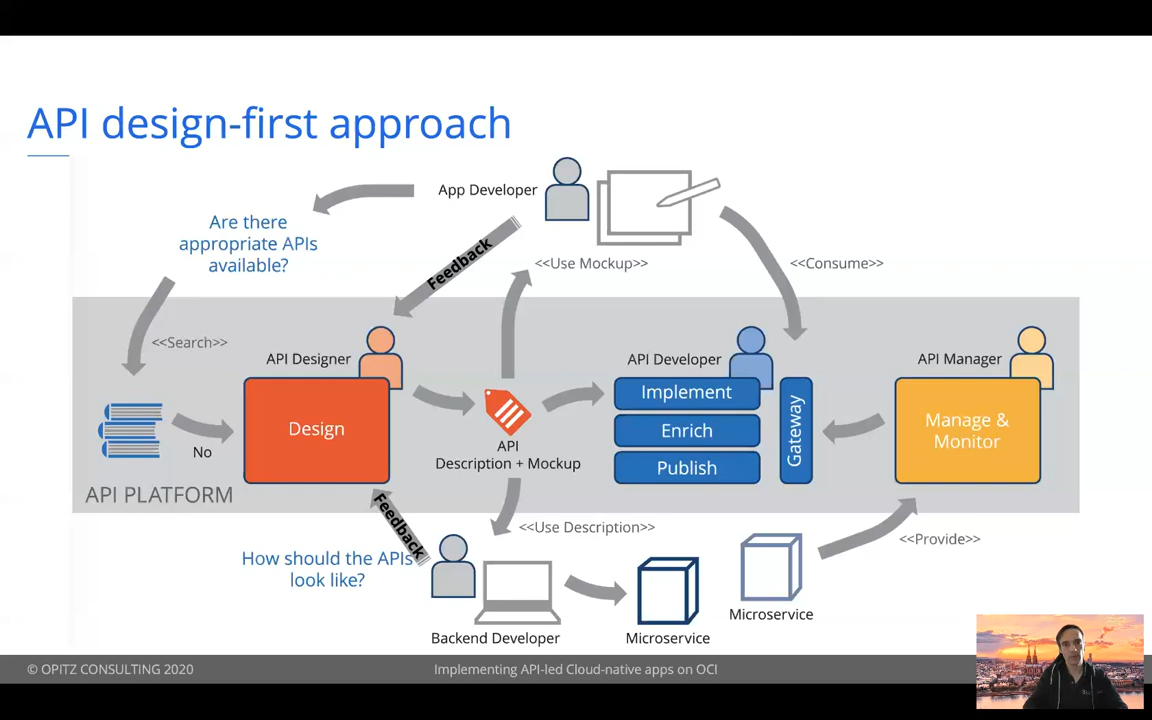 API design-first approach
App Developer
Are there
appropriate APIs
available?
Feedback
<<Use Mockup>>
<<Consume>>
<<Search>>
API Designer
API Developer
API Manager
Design
Implement
Enrich
Publish
Gateway
Manage &
Monitor
No
API
Description + Mockup
API PLATFORM
Feedback
<<Use Description>>
<<Provide>>
How should the APIs
look like?
Backend Developer
Microservice
Microservice
© OPITZ CONSULTING 2020
Implementing API-led Cloud-native apps on OCI